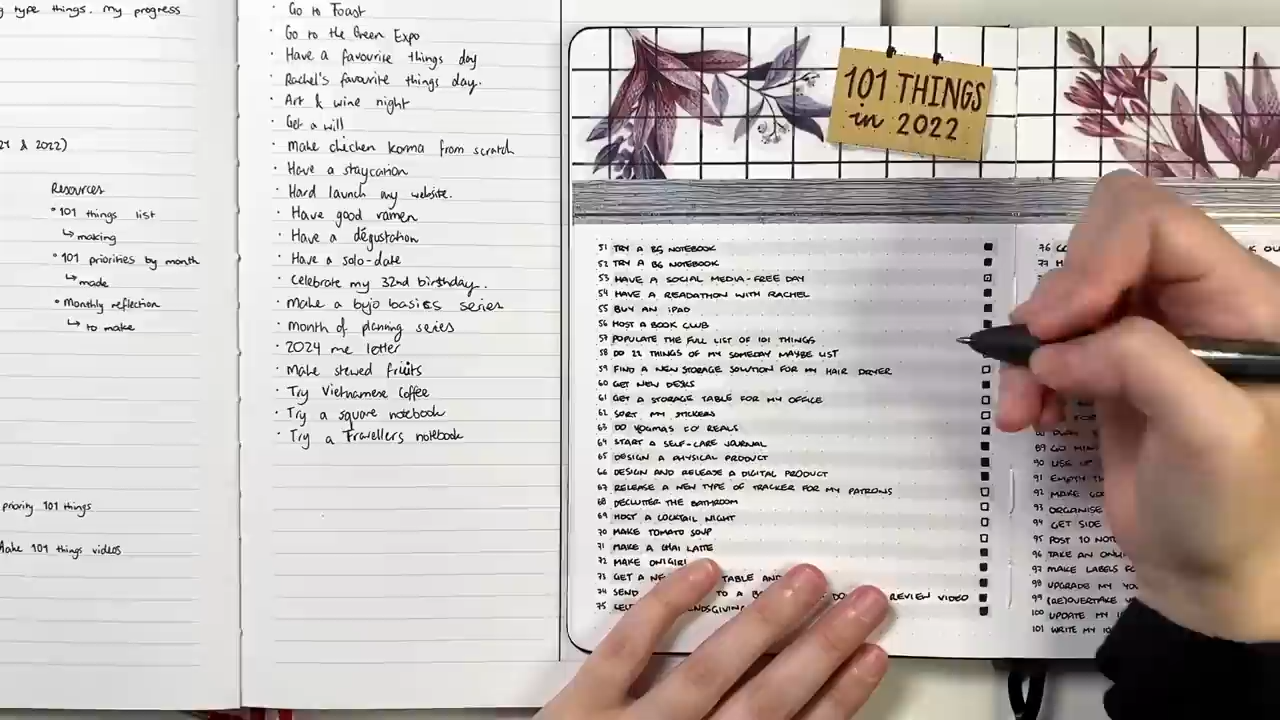 type things. My progress
& 2022)
Resources
• 101 things list
↳ making
• 101 priorities by month
↳ made
• Monthly reflection
↳ to make
priority 101 things
Make 101 things videos
· Go to Toast
· Go to the Green Expo
· Have a favourite things day
· Rachel's favourite things day.
· Art & wine night
· Get a will
· Make chicken korma from scratch
· Have a staycation
· Hard launch my website.
· Have good ramen
· Have a dégustation
· Have a solo-date
· Celebrate my 32nd birthday.
· Make a bujo basics series
· Month of planning series
· 2024 me letter
· Make stewed fruits
· Try Vietnamese Coffee
· Try a square notebook
· Try a Travellers notebook
101 THINGS
in 2022
51 TRY A B5 NOTEBOOK
52 TRY A B6 NOTEBOOK
53 HAVE A SOCIAL MEDIA-FREE DAY
54 HAVE A READATHON WITH RACHEL
55 BUY AN IPAD
56 HOST A BOOK CLUB
57 POPULATE THE FULL LIST OF 101 THINGS
58 DO 22 THINGS OF MY SOMEDAY MAYBE LIST
59 FIND A NEW STORAGE SOLUTION FOR MY HAIR DRYER
60 GET NEW DESKS
61 GET A STORAGE TABLE FOR MY OFFICE
62 SORT MY STICKERS
63 DO VOGMAS
64 START A SELF-CARE JOURNAL
65 DESIGN A PHYSICAL PRODUCT
66 DESIGN AND RELEASE A DIGITAL PRODUCT
67 RELEASE A NEW TYPE OF TRACKER FOR MY PATRONS
68 DECLUTTER THE BATHROOM
69 HOST A COCKTAIL NIGHT
70 MAKE TOMATO SOUP
71 MAKE A CHAI LATTE
72 MAKE ONIGIRI
73 GET A TABLE AND
74 SEND TO A REVIEW VIDEO
75
76
77
89 GO
90 USE UP
91 EMPTY
92 MAKE
93 ORGANISE
94 GET SIDE
95 POST 10
96 TAKE AN
97 MAKE LABELS
98 UPGRADE MY
99
100 UPDATE MY
101 WRITE MY